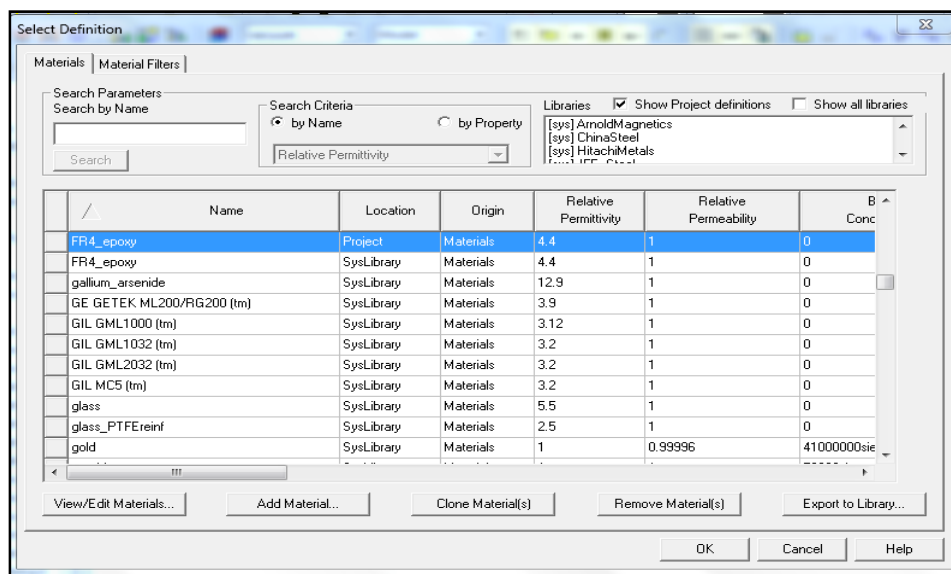 Select Definition
Materials Material Filters
Search Parameters
Search by Name
Search
Search Criteria
by Name by Property
Relative Permittivity
Libraries Show Project definitions Show all libraries
[sys] ArnoldMagnetics
[sys] ChinaSteel
[sys] HitachiMetals
Name Location Origin Relative Permittivity Relative Permeability B Conc
FR4_epoxy Project Materials 4.4 1 0
FR4_epoxy SysLibrary Materials 4.4 1 0
gallium_arsenide SysLibrary Materials 12.9 1 0
GE GETEK ML200/RG200 (tm) SysLibrary Materials 3.9 1 0
GIL GML1000 (tm) SysLibrary Materials 3.12 1 0
GIL GML1032 (tm) SysLibrary Materials 3.2 1 0
GIL GML2032 (tm) SysLibrary Materials 3.2 1 0
GIL MC5 (tm) SysLibrary Materials 3.2 1 0
glass SysLibrary Materials 5.5 1 0
glass_PTFEreinf SysLibrary Materials 2.5 1 0
gold SysLibrary Materials 1 0.99996 41000000sie
View/Edit Materials... Add Material... Clone Material(s) Remove Material(s) Export to Library...
OK Cancel Help